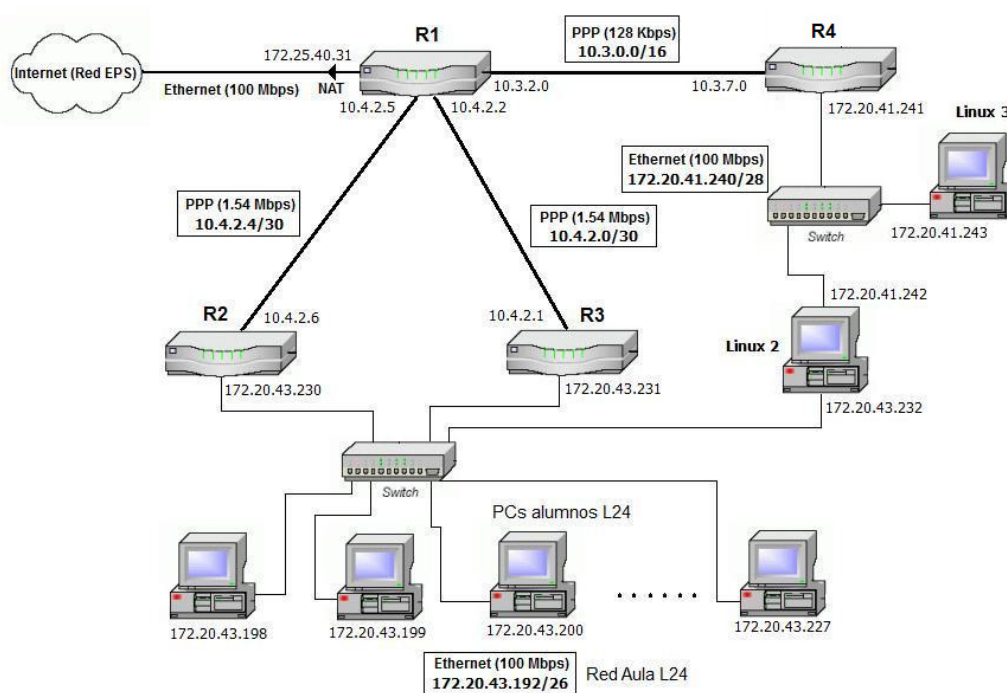 R1
PPP (128 Kbps)
10.3.0.0/16
R4
172.25.40.31
Internet (Red EPS)
Ethernet (100 Mbps)
NAT
10.4.2.5
10.4.2.2
10.3.2.0
10.3.7.0
172.20.41.241
Linux 3
Ethernet (100 Mbps)
172.20.41.240/28
Switch
172.20.41.243
PPP (1.54 Mbps)
10.4.2.4/30
PPP (1.54 Mbps)
10.4.2.0/30
172.20.41.242
R2
10.4.2.6
10.4.2.1
R3
Linux 2
172.20.43.230
172.20.43.231
172.20.43.232
Switch
PCs alumnos L24
172.20.43.198
172.20.43.199
172.20.43.200
. . . . . .
172.20.43.227
Ethernet (100 Mbps)
172.20.43.192/26
Red Aula L24